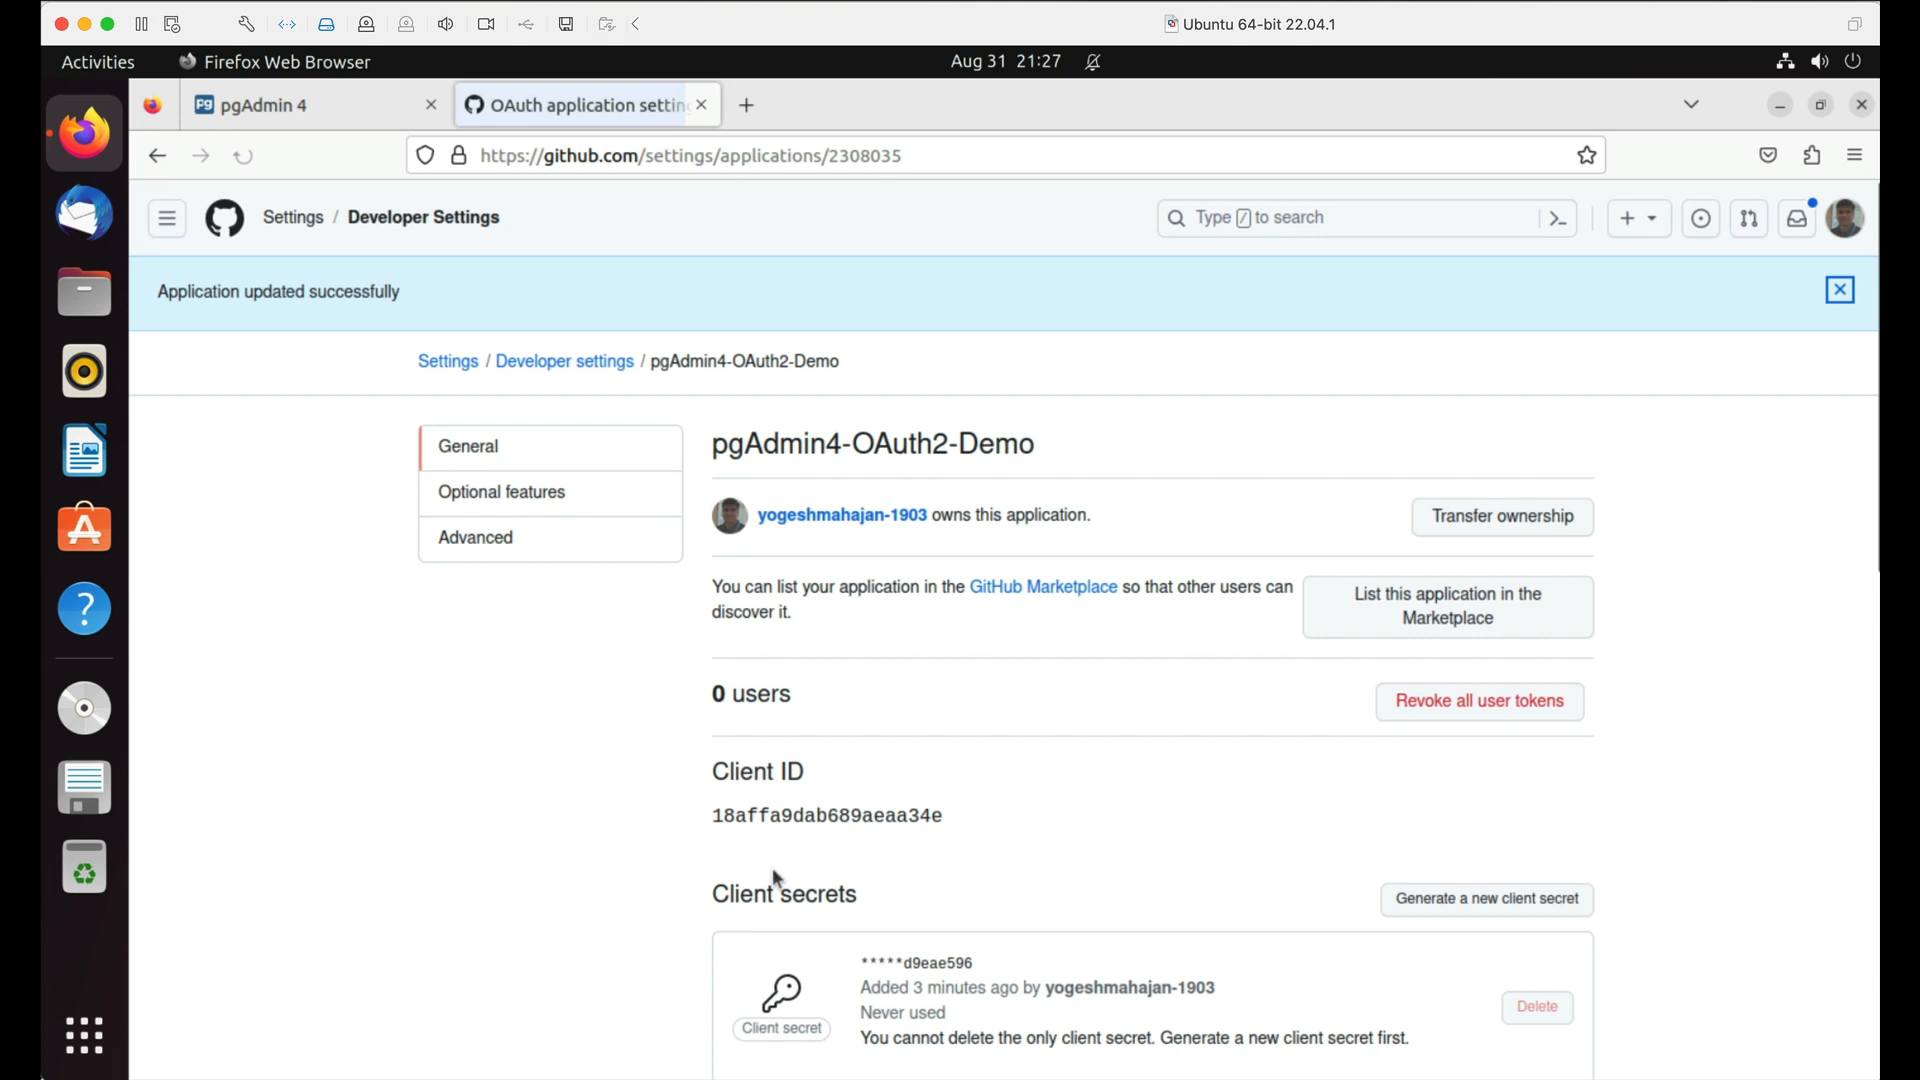 Ubuntu 64-bit 22.04.1
Activities
Firefox Web Browser
Aug 31 21:27
pgAdmin 4
OAuth application settin
https://github.com/settings/applications/2308035
Settings / Developer Settings
Type / to search
Application updated successfully
Settings / Developer settings / pgAdmin4-OAuth2-Demo
General
Optional features
Advanced
pgAdmin4-OAuth2-Demo
yogeshmahajan-1903 owns this application.
Transfer ownership
You can list your application in the GitHub Marketplace so that other users can
discover it.
List this application in the
Marketplace
0 users
Revoke all user tokens
Client ID
18affa9dab689aeaa34e
Client secrets
Generate a new client secret
Client secret
*****d9eae596
Added 3 minutes ago by yogeshmahajan-1903
Never used
You cannot delete the only client secret. Generate a new client secret first.
Delete